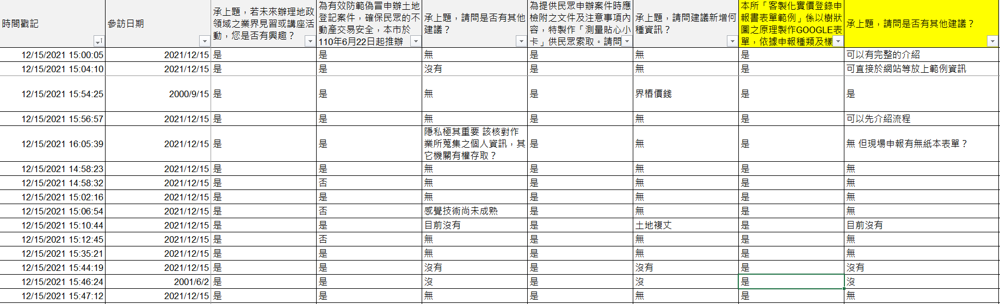 時間戳記
參訪日期
承上題，若未來辦理地政
領域之業界見習或講座活
動，您是否有興趣？
為有效防範偽冒申辦土地
登記案件，確保民眾的不
動產交易安全，本市於
110年6月22日起推辦
承上題，請問是否有其他
建議？
為提供民眾申辦案件時應
檢附之文件及注意事項內
容，特製作「測量貼心小
卡」供民眾索取。請問
承上題，請問建議新增何
種資訊？
本所「客製化實價登錄申
報書表單範例」係以樹狀
圖之原理製作GOOGLE表
單，依據申報種類及樣
承上題，請問是否有其他建議？
12/15/2021 15:00:05 2021/12/15 是 是 無 是 無 是 可以有完整的介紹
12/15/2021 15:04:10 2021/12/15 是 是 沒有 是 無 是 可直接於網站等放上範例資訊
12/15/2021 15:54:25 2000/9/15 是 是 無 是 界樁價錢 是 是
12/15/2021 15:56:57 2021/12/15 是 是 無 是 無 是 可以先介紹流程
12/15/2021 16:05:39 2021/12/15 是 是
隱私極其重要 該核對作
業所蒐集之個人資訊，其
它機關有權存取？
是 無 是 無 但現場申報有無紙本表單？
12/15/2021 14:58:23 2021/12/15 是 是 無 是 無 是 無
12/15/2021 14:58:32 2021/12/15 是 否 無 是 無 是 無
12/15/2021 15:02:16 2021/12/15 是 是 無 是 無 是 無
12/15/2021 15:06:54 2021/12/15 是 否 感覺技術尚未成熟 是 無 是 無
12/15/2021 15:10:44 2021/12/15 是 是 目前沒有 是 土地複丈 是 目前沒有
12/15/2021 15:12:45 2021/12/15 是 否 無 是 無 是 無
12/15/2021 15:35:21 2021/12/15 是 是 無 是 無 是 無
12/15/2021 15:44:19 2021/12/15 是 是 沒有 是 沒有 是 沒有
12/15/2021 15:46:24 2001/6/2 是 是 沒 是 沒 是 沒
12/15/2021 15:47:12 2021/12/15 是 是 無 是 無 是 無